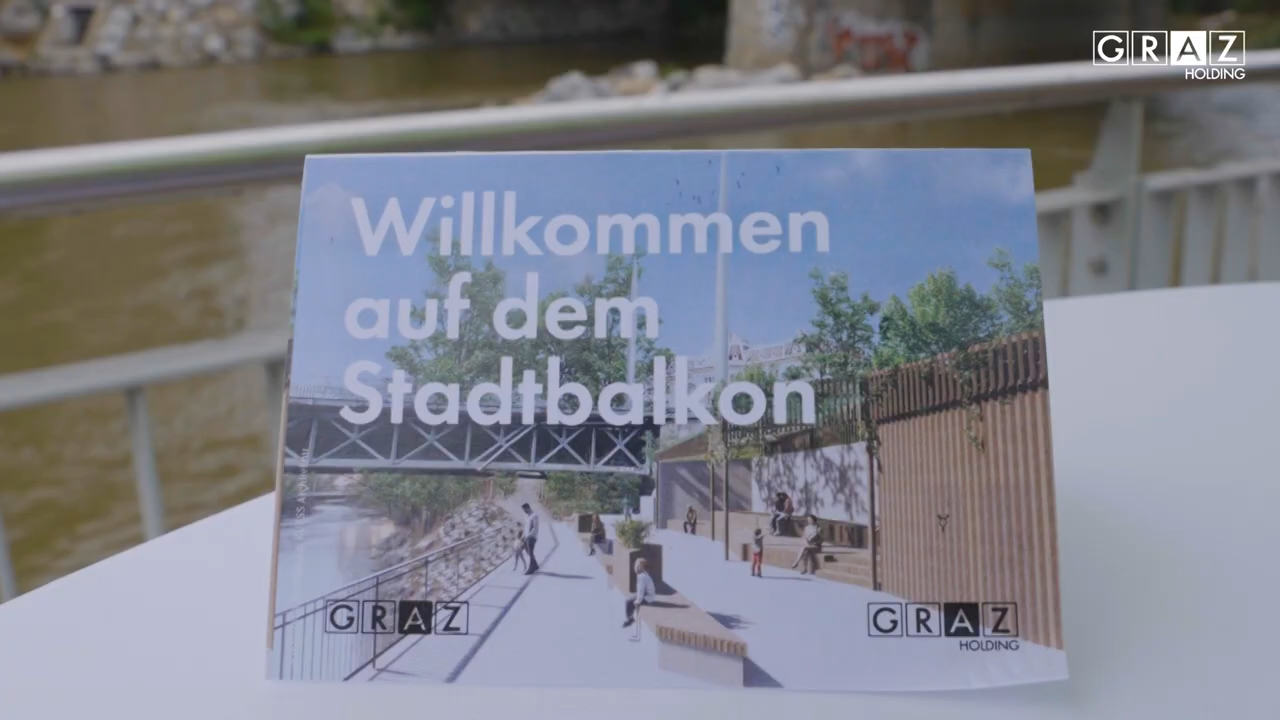 GRAZ
HOLDING
Willkommen
auf dem
Stadtbalkon
GRAZ
GRAZ
HOLDING